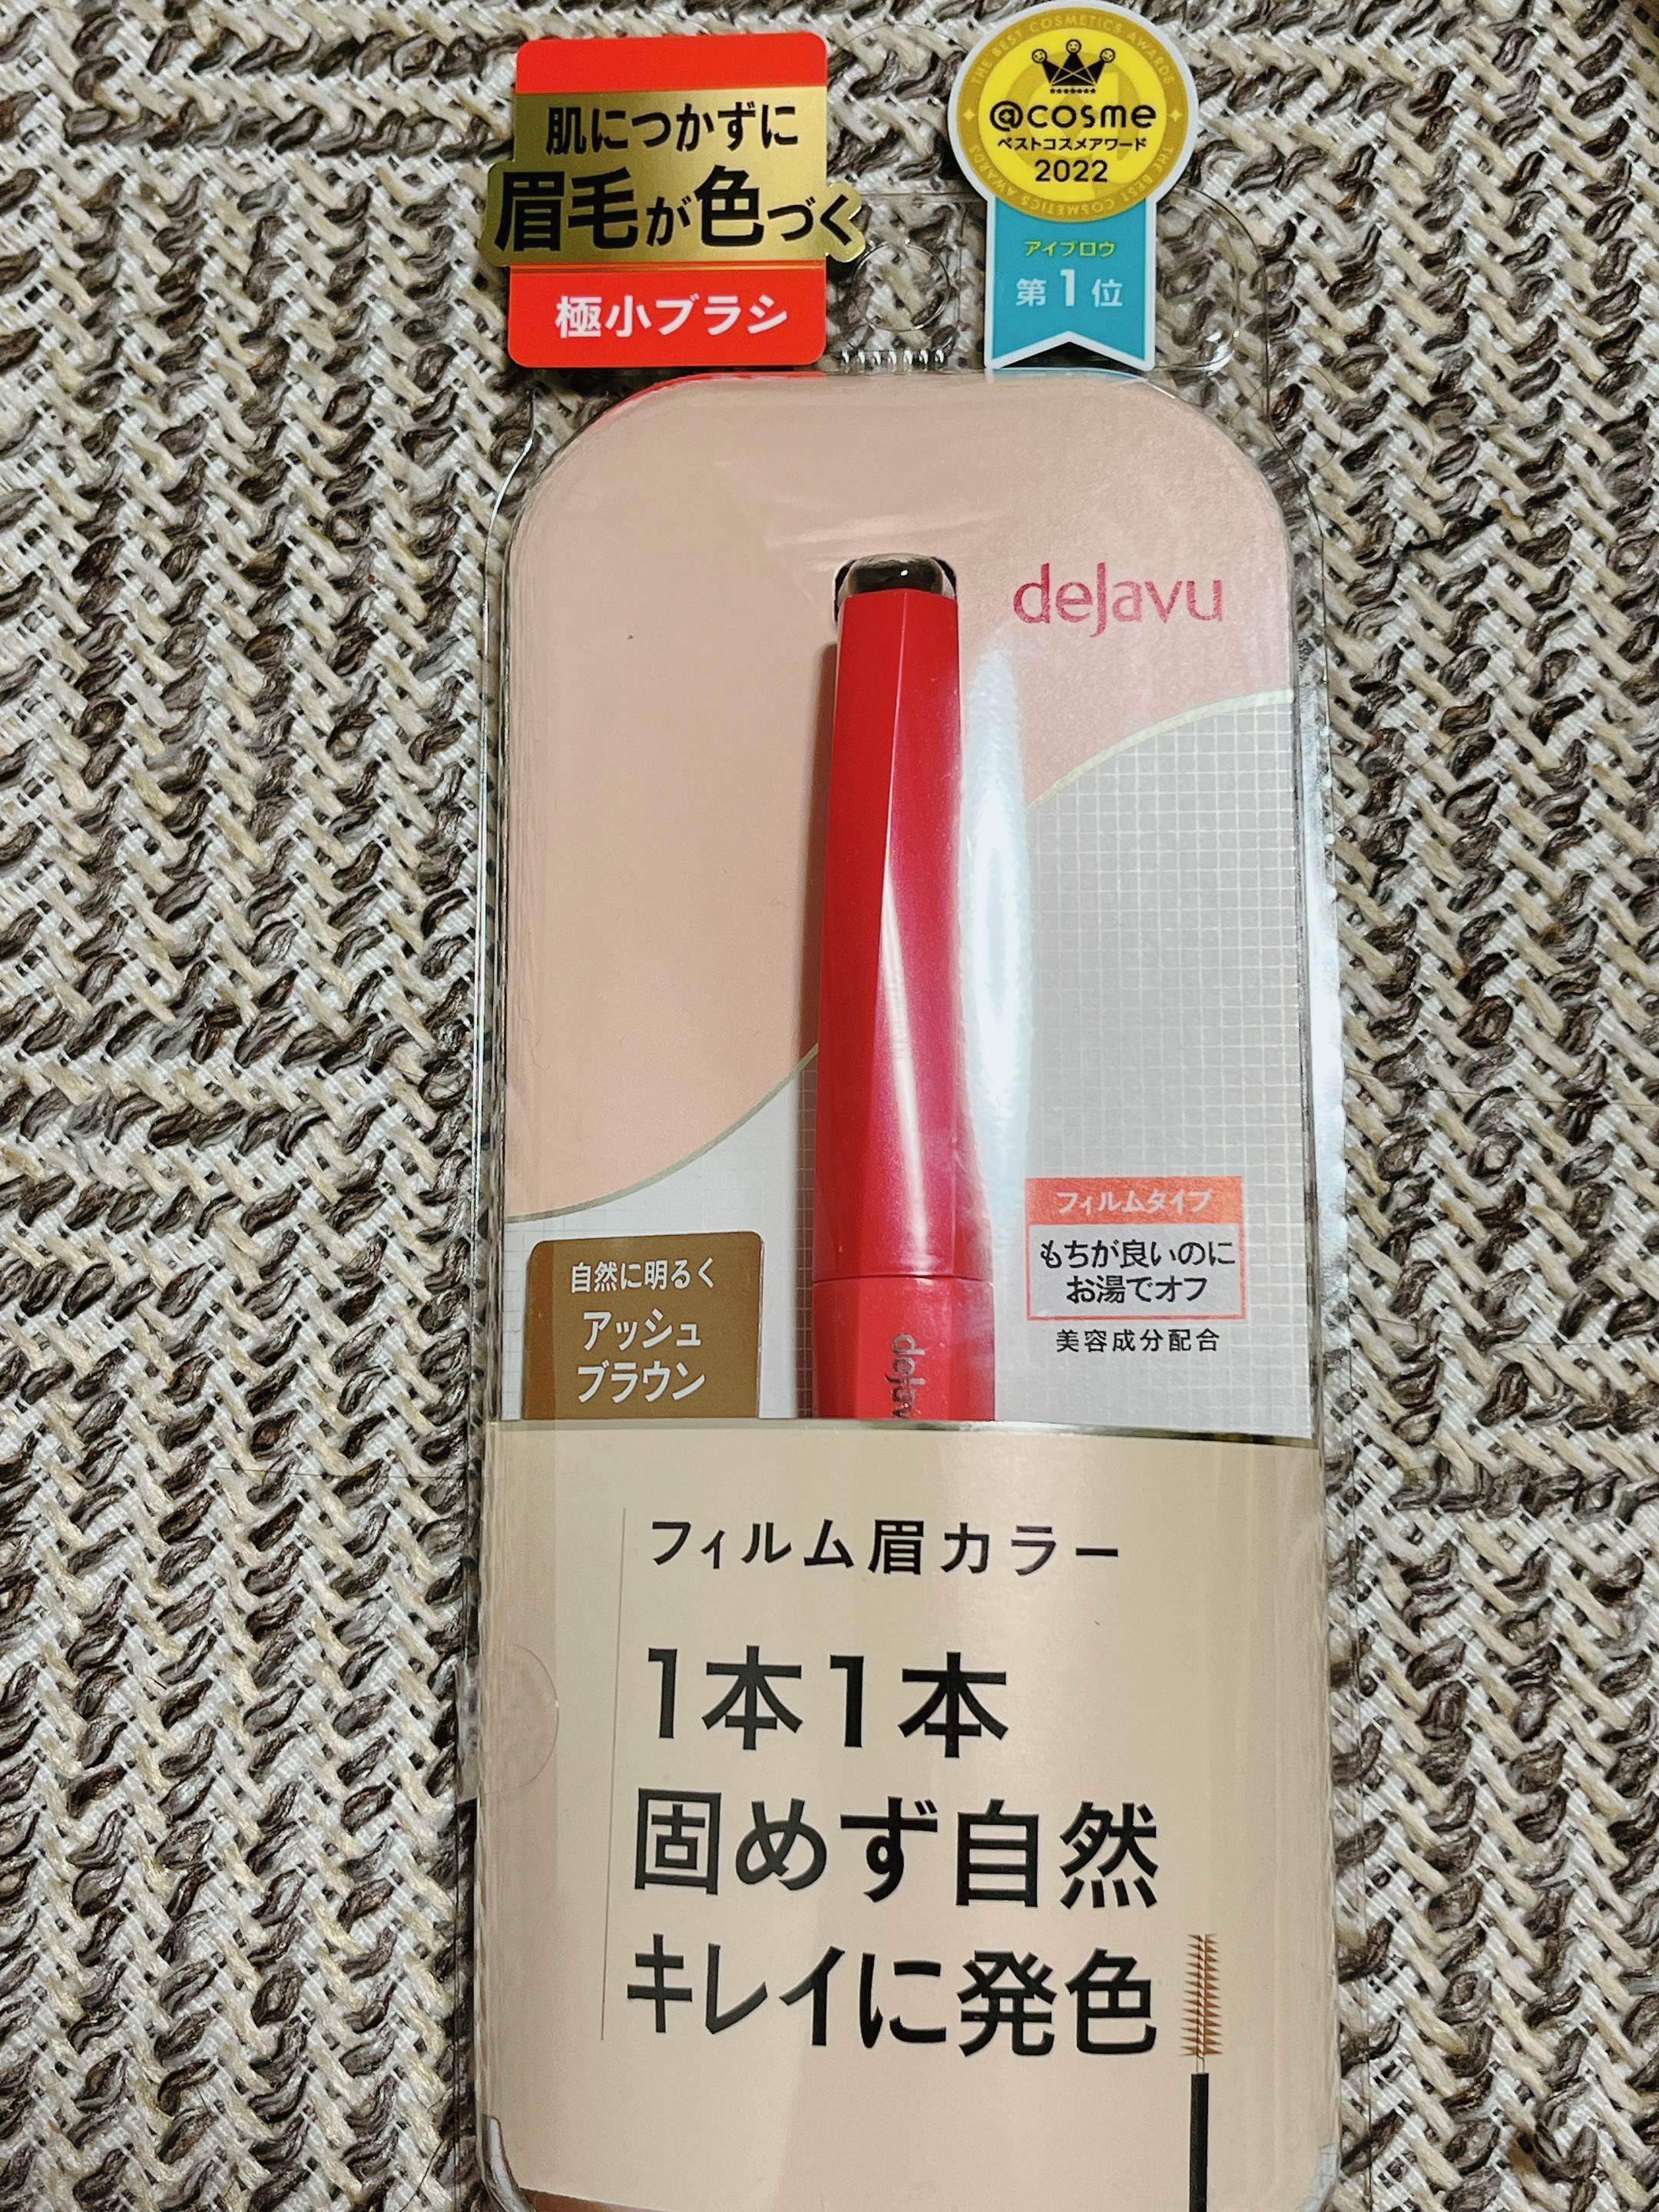 肌につかずに
眉毛が色づく
極小ブラシ
THE BEST COSMETICS AWARDS
@cosme
ベストコスメアワード
2022
THE BEST COSMETICS AWARDS
アイブロウ
第1位
dejavu
フィルムタイプ
もちが良いのに
お湯でオフ
美容成分配合
自然に明るく
アッシュ
ブラウン
dejav
フィルム眉カラー
1本1本
固めず自然
キレイに発色